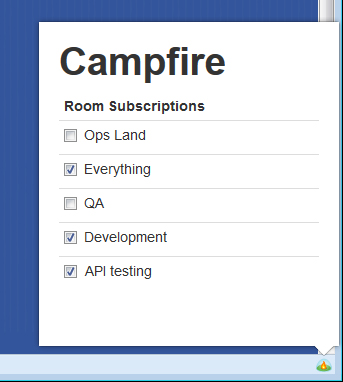 Campfire
Room Subscriptions
Ops Land
Everything
QA
Development
API testing